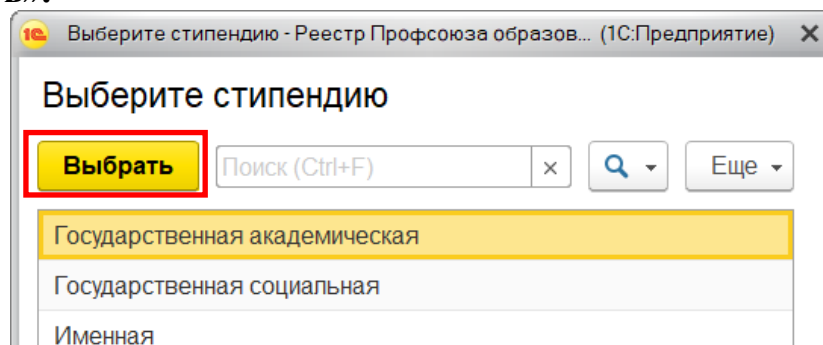 1С Выберите стипендию - Реестр Профсоюза образов... (1С:Предприятие)
Выберите стипендию
Выбрать Поиск (Ctrl+F) Еще
Государственная академическая
Государственная социальная
Именная